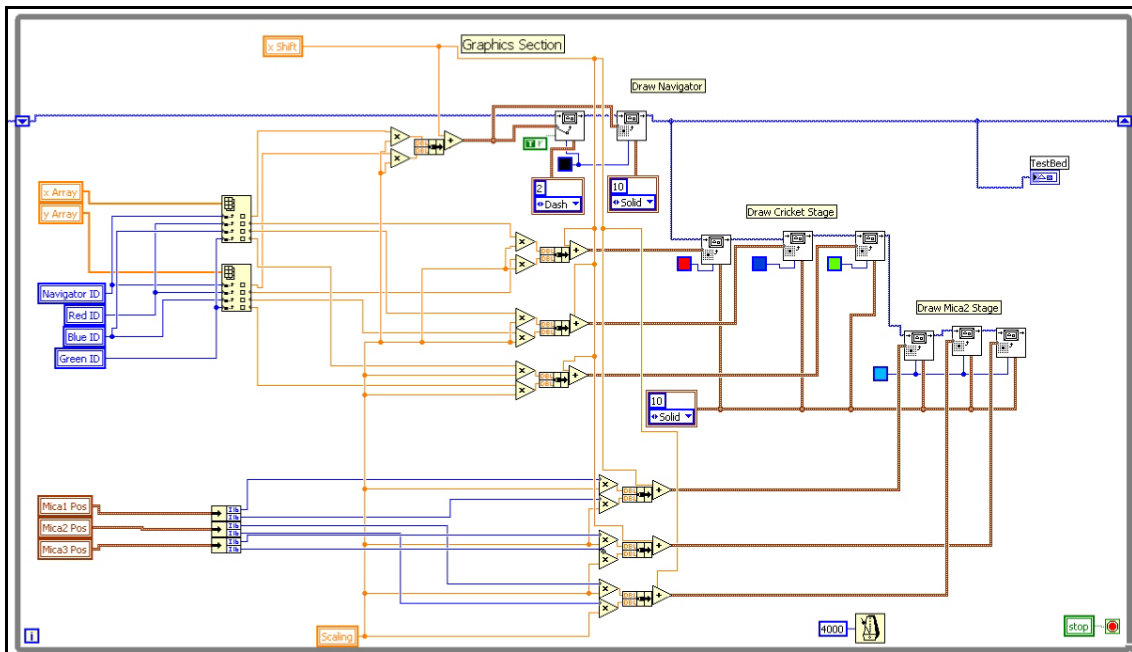 x Shift
Graphics Section
Draw Navigator
T F
TestBed
x Array
y Array
2
Dash
10
Solid
Draw Cricket Stage
Navigator ID
Red ID
Blue ID
Green ID
Draw Mica2 Stage
10
Solid
Mica1 Pos
Mica2 Pos
Mica3 Pos
Scaling
i
4000
stop